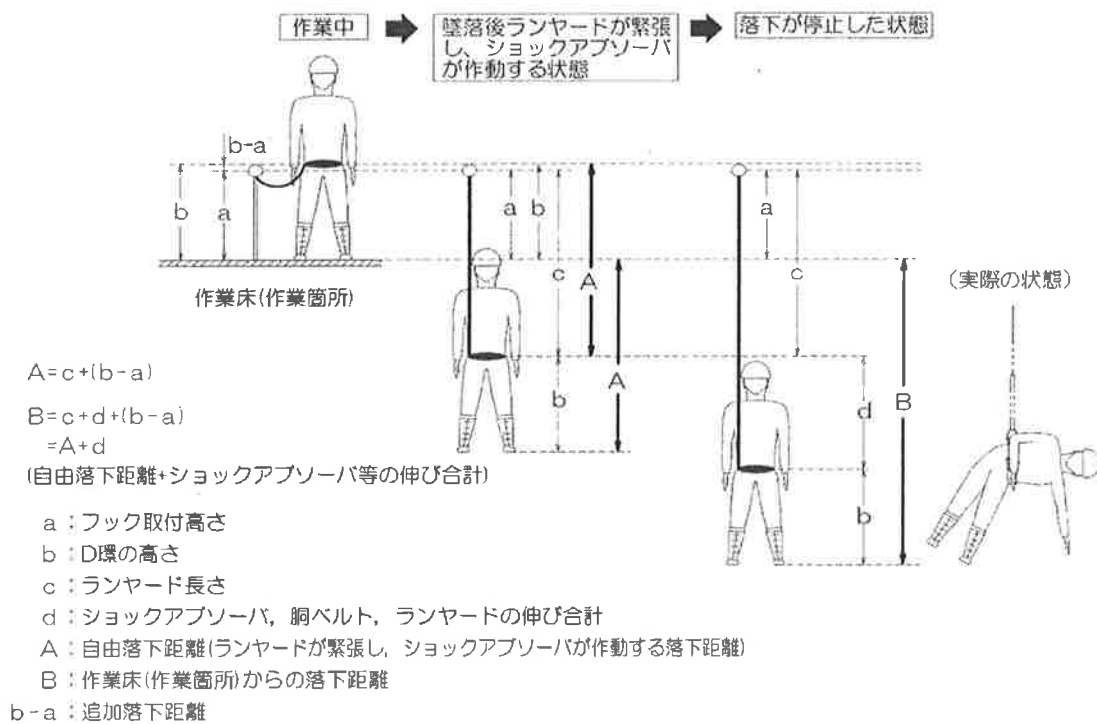 作業中
墜落後ランヤードが緊張
し、ショックアブソーバ
が作動する状態
落下が停止した状態
b-a
b
a
a
b
c
A
A
b
a
c
d
B
b
作業床(作業箇所)
(実際の状態)
A=c+(b-a)
B=c+d+(b-a)
=A+d
(自由落下距離+ショックアブソーバ等の伸び合計)
a:フック取付高さ
b:D環の高さ
c:ランヤード長さ
d:ショックアブソーバ,胴ベルト,ランヤードの伸び合計
A:自由落下距離(ランヤードが緊張し,ショックアブソーバが作動する落下距離)
B:作業床(作業箇所)からの落下距離
b-a:追加落下距離